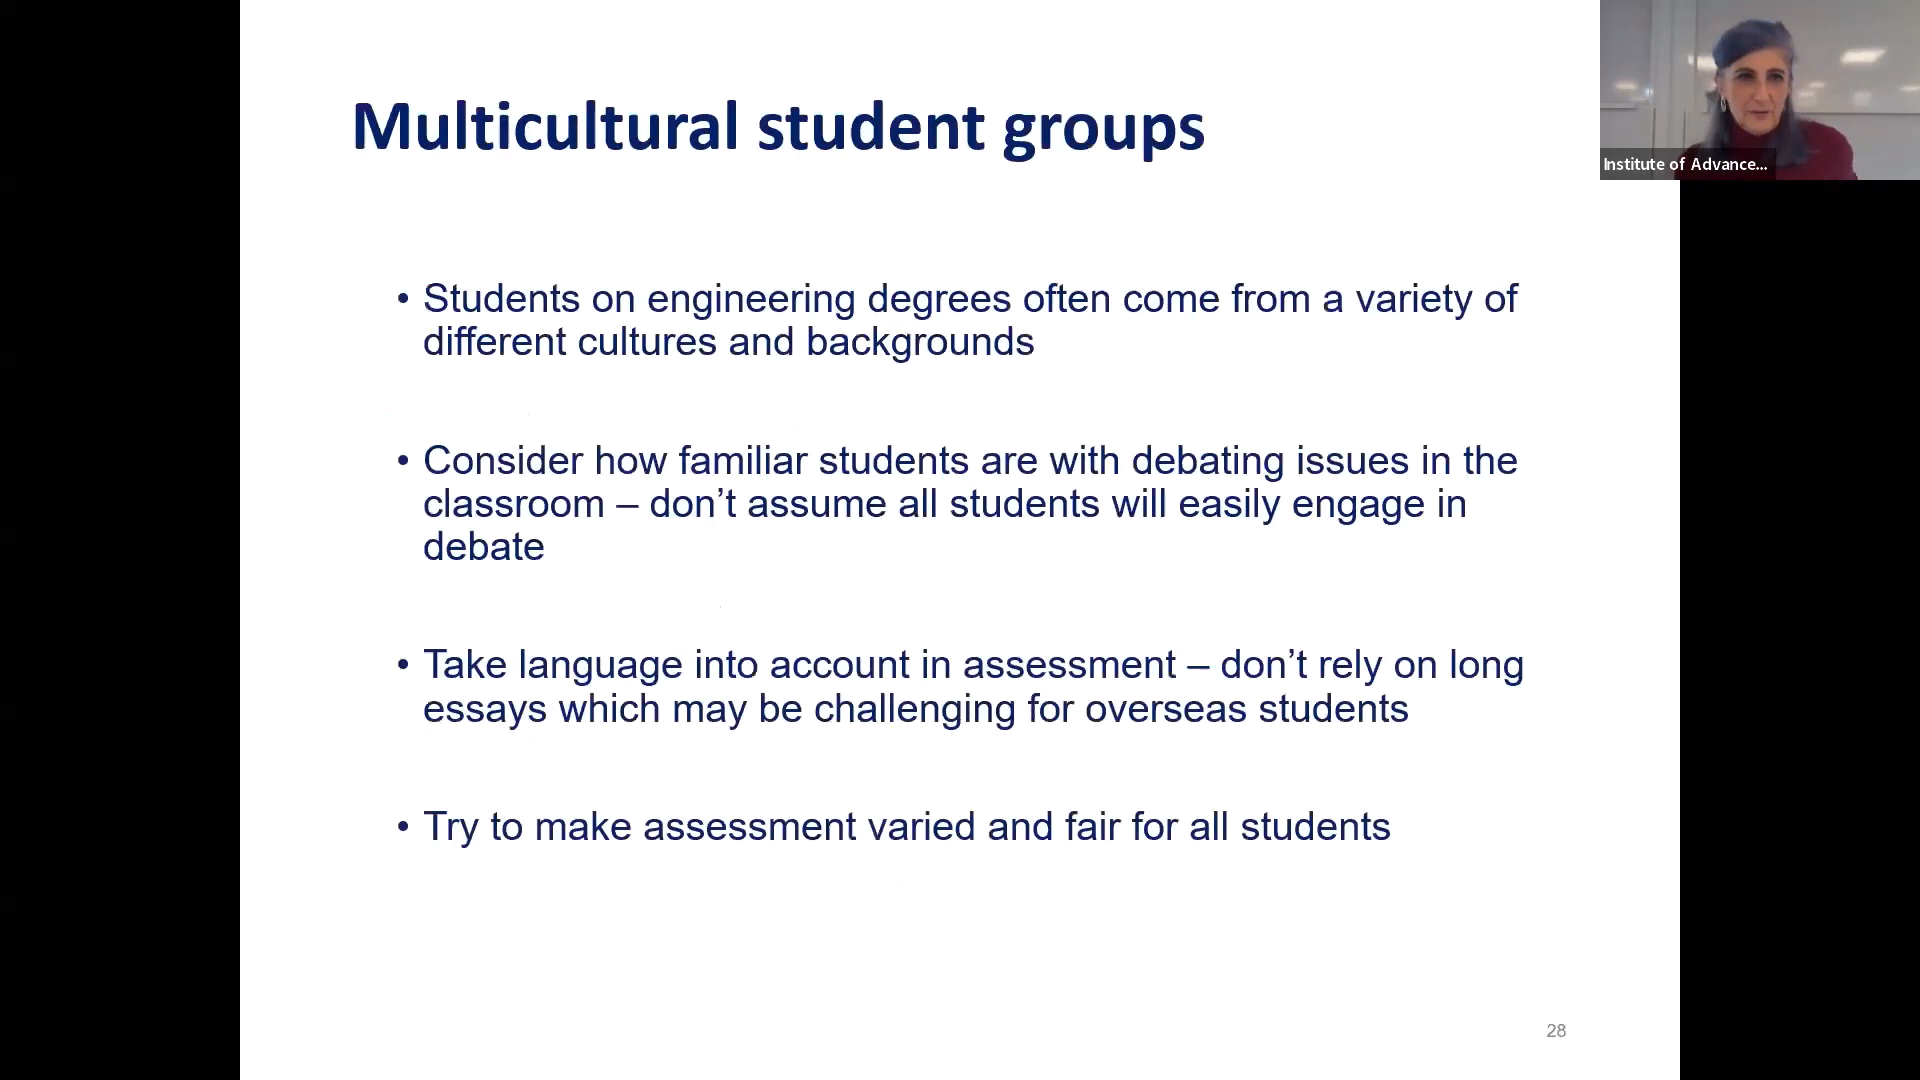 Multicultural student groups
Institute of Advance...
• Students on engineering degrees often come from a variety of
different cultures and backgrounds
• Consider how familiar students are with debating issues in the
classroom – don’t assume all students will easily engage in
debate
• Take language into account in assessment – don’t rely on long
essays which may be challenging for overseas students
• Try to make assessment varied and fair for all students
28